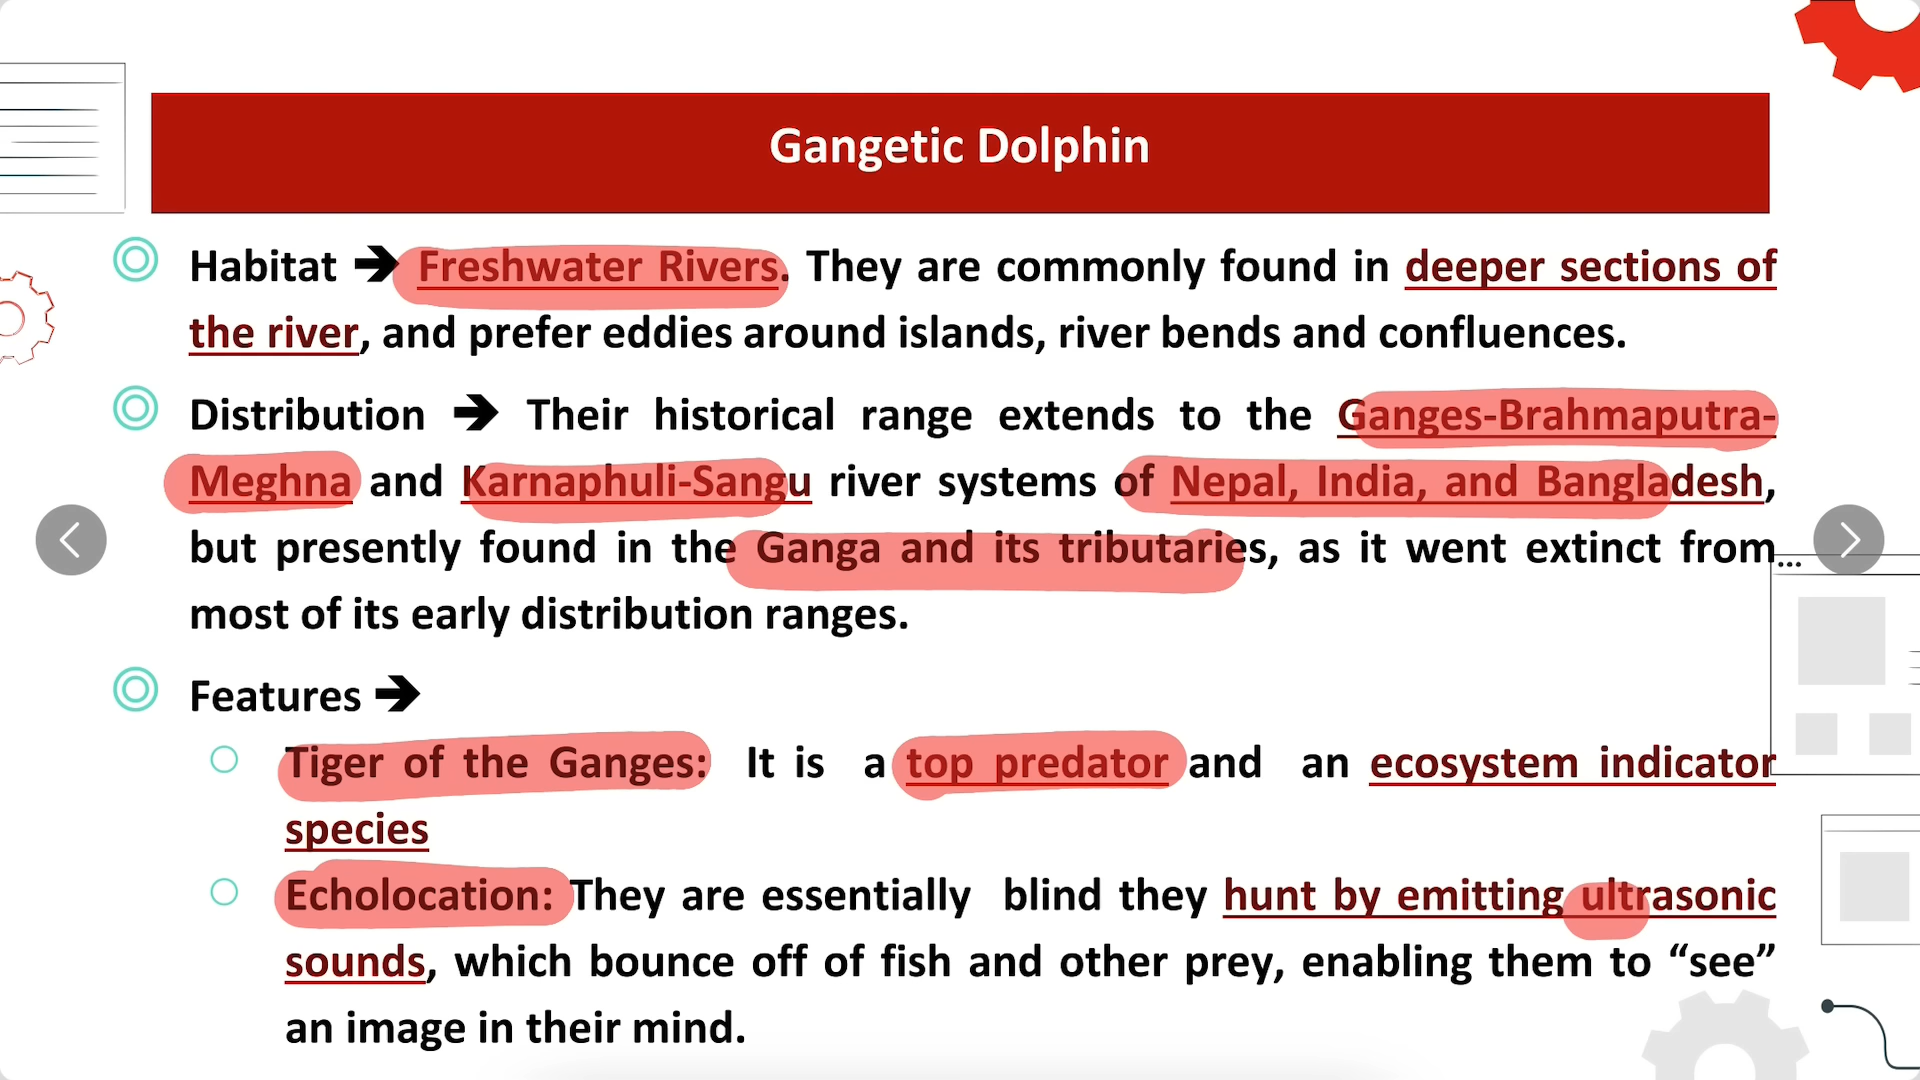 Gangetic Dolphin
Habitat ➔ Freshwater Rivers. They are commonly found in deeper sections of
the river, and prefer eddies around islands, river bends and confluences.
Distribution ➔ Their historical range extends to the Ganges-Brahmaputra-
Meghna and Karnaphuli-Sangu river systems of Nepal, India, and Bangladesh,
but presently found in the Ganga and its tributaries, as it went extinct from
most of its early distribution ranges.
Features ➔
Tiger of the Ganges: It is a top predator and an ecosystem indicator
species
Echolocation: They are essentially blind they hunt by emitting ultrasonic
sounds, which bounce off of fish and other prey, enabling them to “see”
an image in their mind.